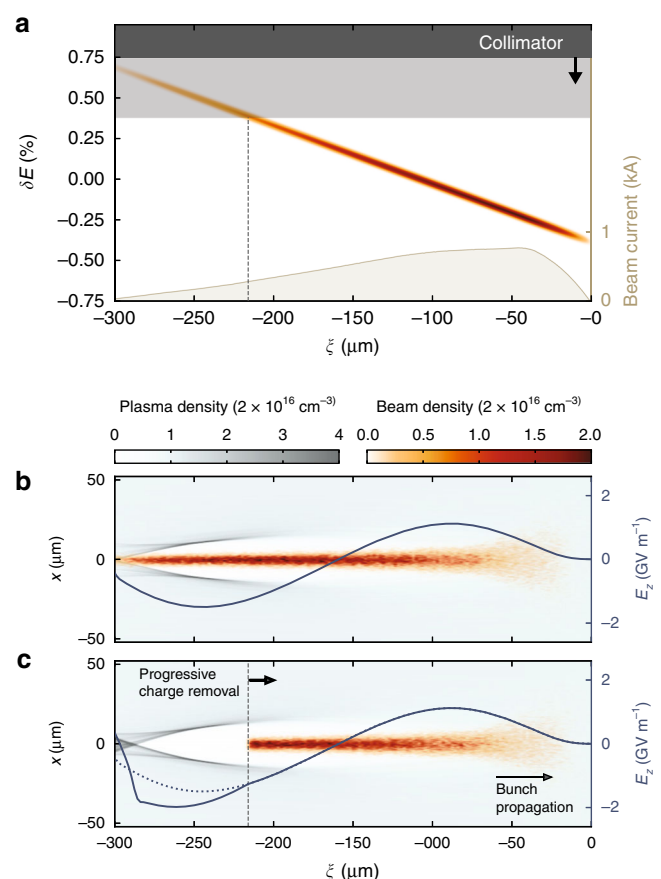 a
Collimator
0.75
0.50
0.25
0.00
−0.25
−0.50
−0.75
δE (%)
1
0
Beam current (kA)
−300 −250 −200 −150 −100 −50 −0
ξ (μm)
Plasma density (2 × 10¹⁶ cm⁻³)
0 1 2 3 4
Beam density (2 × 10¹⁶ cm⁻³)
0.0 0.5 1.0 1.5 2.0
b
50
0
−50
x (μm)
2
0
−2
E_z (GV m⁻¹)
−300 −250 −200 −150 −000 −50 0
c
Progressive
charge removal
50
0
−50
x (μm)
2
0
−2
E_z (GV m⁻¹)
Bunch
propagation
−300 −250 −200 −150 −000 −50 0
ξ (μm)